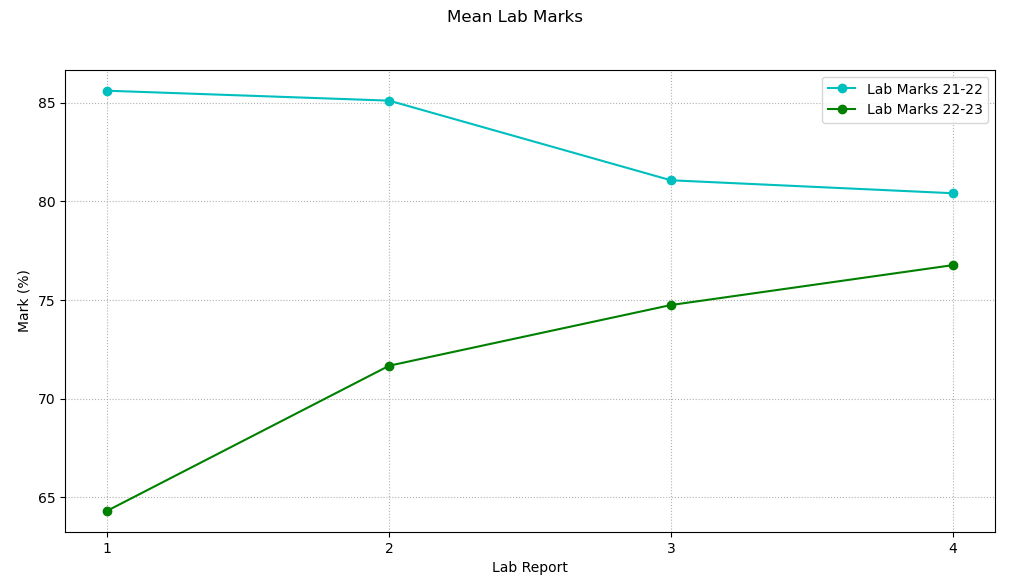 Mean Lab Marks
Lab Marks 21-22
Lab Marks 22-23
Mark (%)
85
80
75
70
65
1 2 3 4
Lab Report